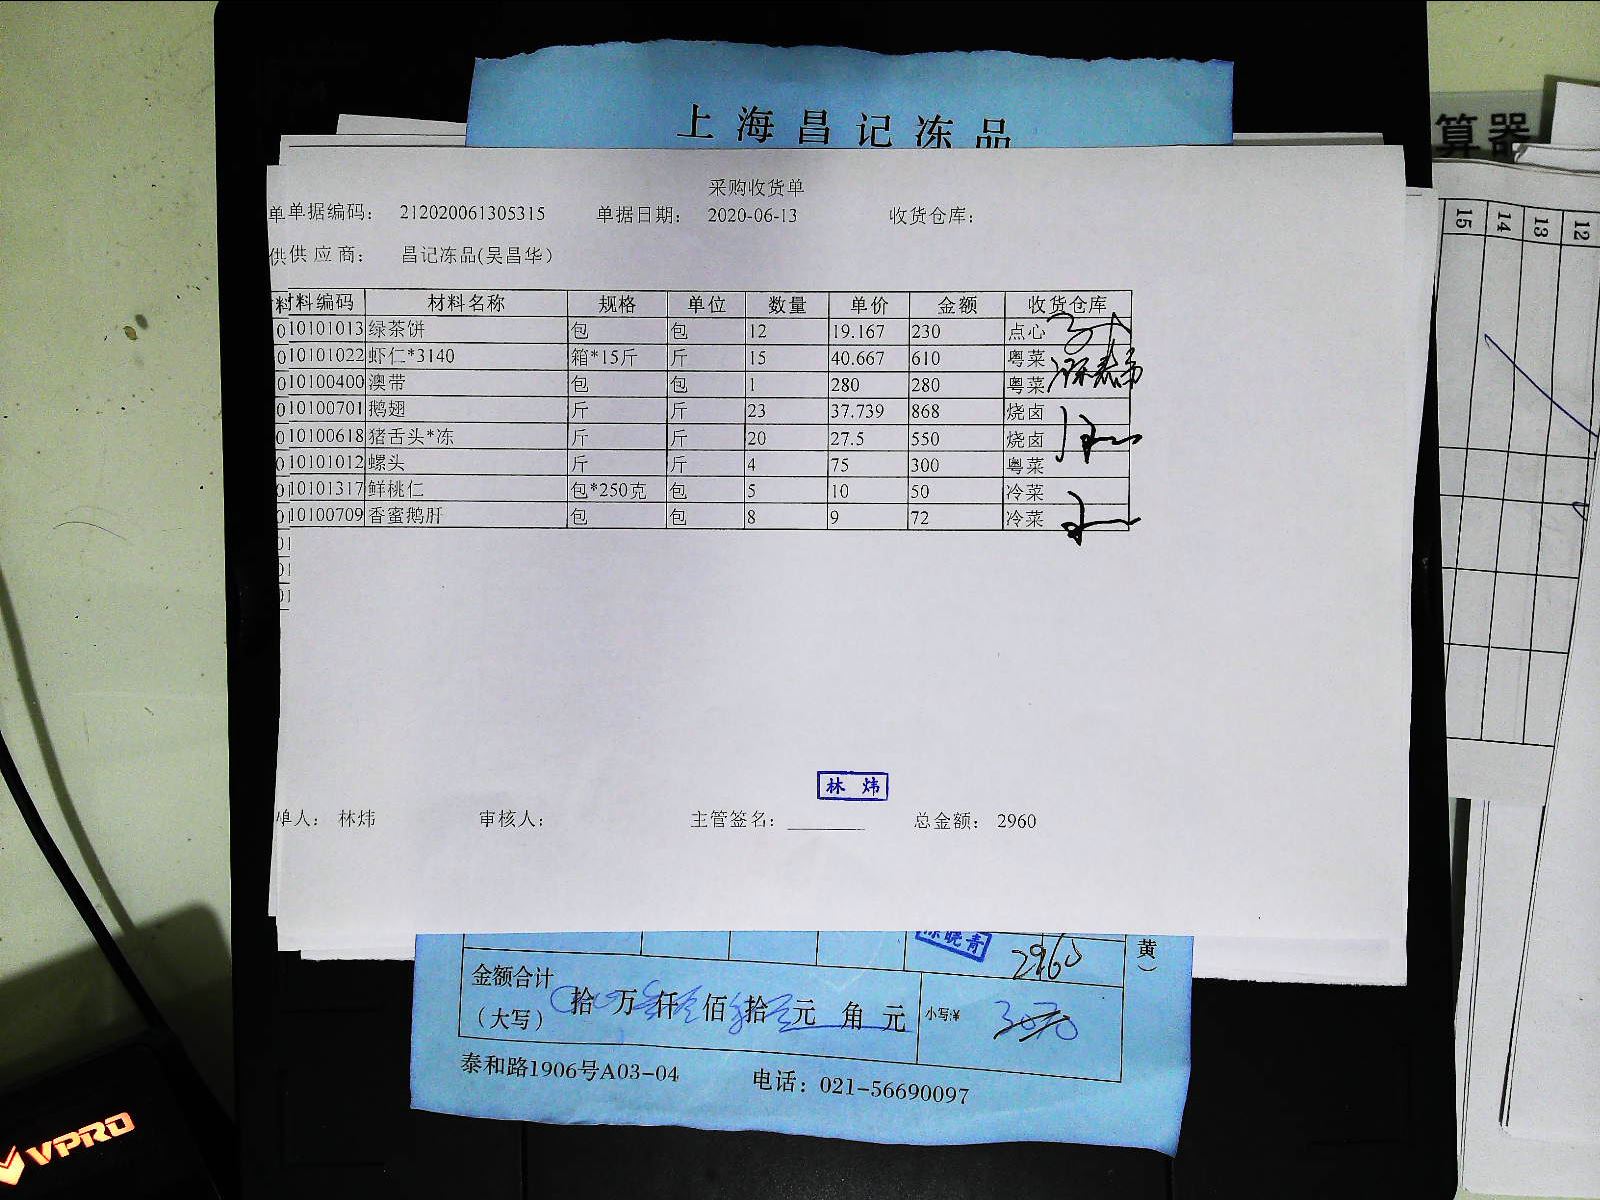 上海昌记冻品
算器
采购收货单
单单据编码： 212020061305315 单据日期： 2020-06-13 收货仓库：
供供 应 商： 昌记冻品(吴昌华)
料材料编码 材料名称 规格 单位 数量 单价 金额 收货仓库
010101013 绿茶饼 包 包 12 19.167 230 点心
010101022 虾仁*3140 箱*15斤 斤 15 40.667 610 粤菜
010100400 澳带 包 包 1 280 280 粤菜
010100701 鹅翅 斤 斤 23 37.739 868 烧卤
010100618 猪舌头*冻 斤 斤 20 27.5 550 烧卤
010101012 螺头 斤 斤 4 75 300 粤菜
010101317 鲜桃仁 包*250克 包 5 10 50 冷菜
010100709 香蜜鹅肝 包 包 8 9 72 冷菜
01
01
01
林 炜
单人： 林炜 审核人： 主管签名： 总金额： 2960
晓青 2960 黄）
金额合计（大写） 拾 万 仟 佰 拾 元 角 元 小写:¥
泰和路1906号A03-04 电话：021-56690097
15 14 13 12
VPRO